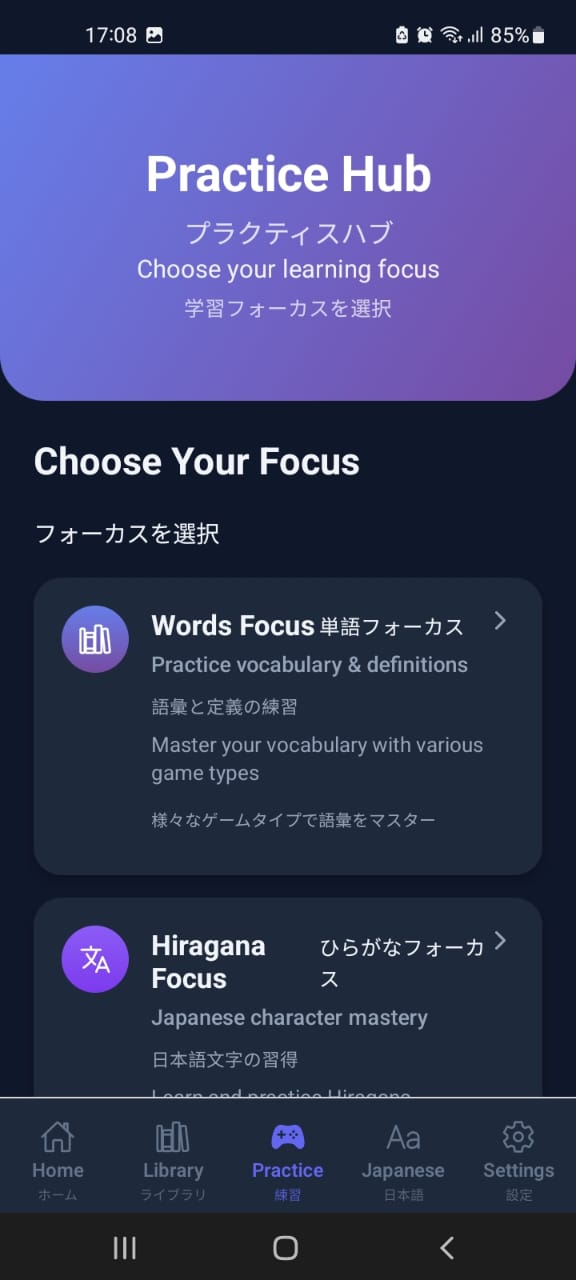 17:08
85%
Practice Hub
プラクティスハブ
Choose your learning focus
学習フォーカスを選択
Choose Your Focus
フォーカスを選択
Words Focus 単語フォーカス
Practice vocabulary & definitions
語彙と定義の練習
Master your vocabulary with various
game types
様々なゲームタイプで語彙をマスター
Hiragana
Focus
ひらがなフォーカ
ス
Japanese character mastery
日本語文字の習得
Learn and practice Hiragana
Home
ホーム
Library
ライブラリ
Practice
練習
Aa
Japanese
日本語
Settings
設定